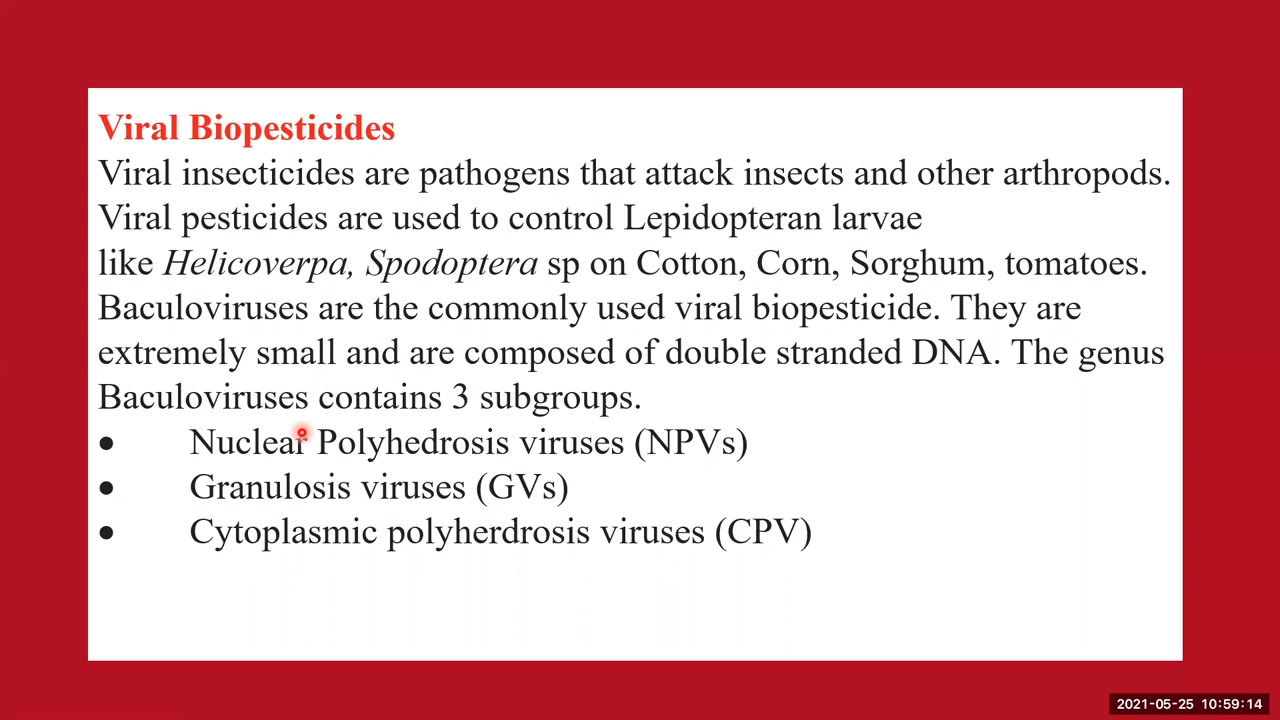 Viral Biopesticides
Viral insecticides are pathogens that attack insects and other arthropods.
Viral pesticides are used to control Lepidopteran larvae
like Helicoverpa, Spodoptera sp on Cotton, Corn, Sorghum, tomatoes.
Baculoviruses are the commonly used viral biopesticide. They are
extremely small and are composed of double stranded DNA. The genus
Baculoviruses contains 3 subgroups.
• Nuclear Polyhedrosis viruses (NPVs)
• Granulosis viruses (GVs)
• Cytoplasmic polyherdrosis viruses (CPV)
2021-05-25 10:59:14